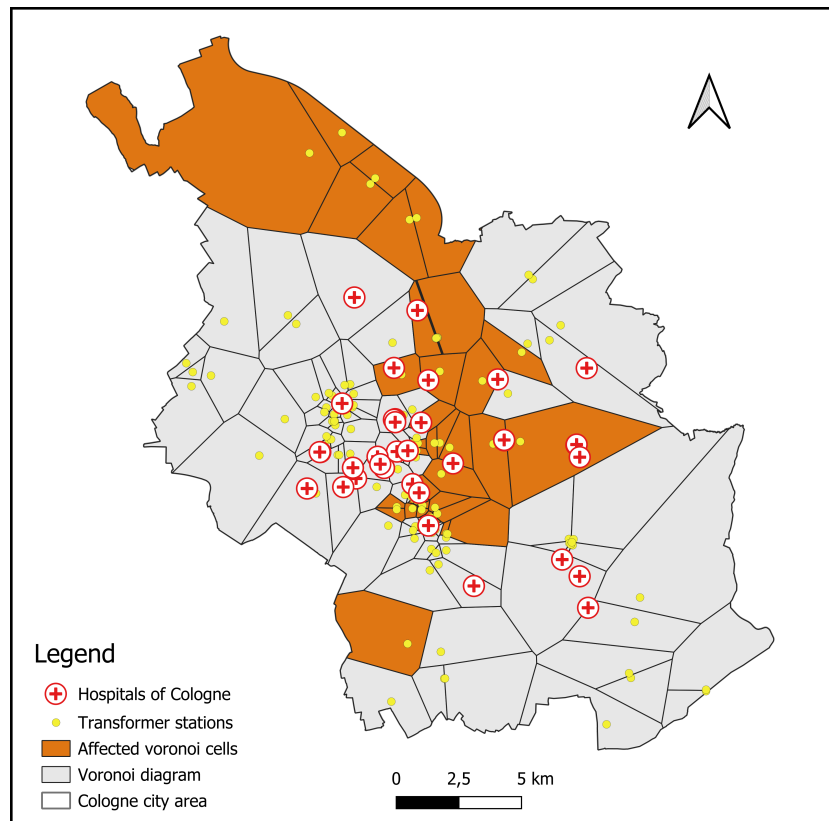 Legend
Hospitals of Cologne
Transformer stations
Affected voronoi cells
Voronoi diagram
Cologne city area
0 2,5 5 km